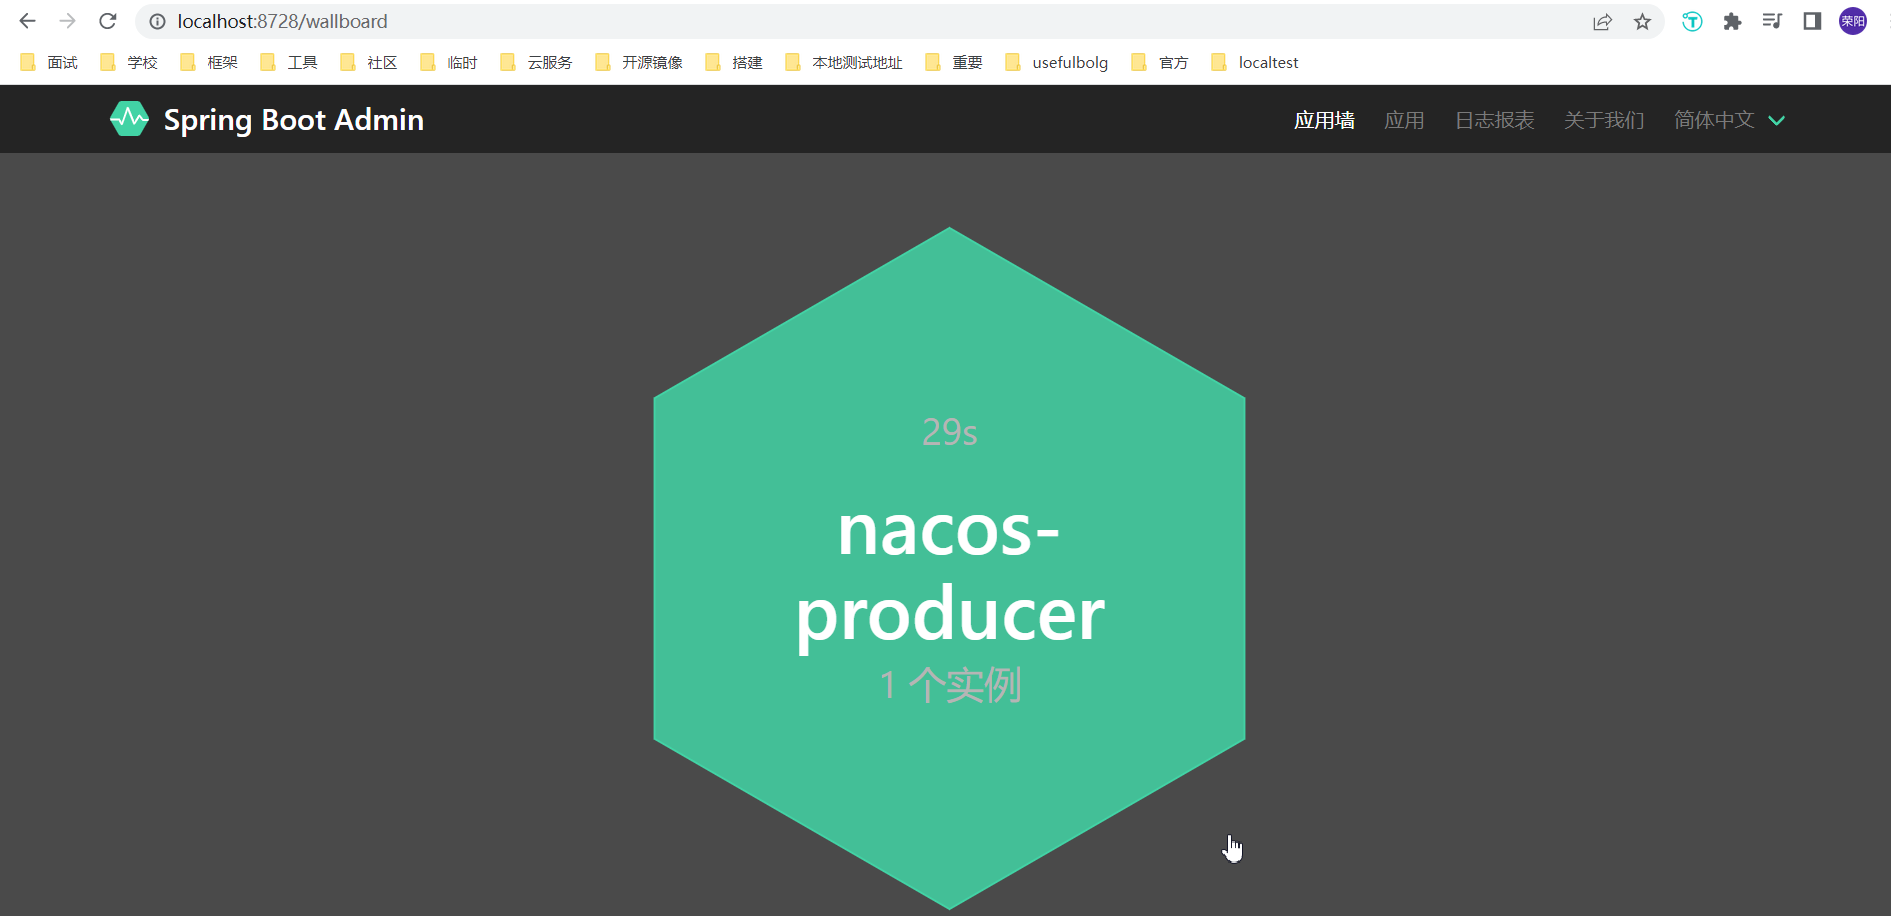 localhost:8728/wallboard
荣阳
面试 学校 框架 工具 社区 临时 云服务 开源镜像 搭建 本地测试地址 重要 usefulbolg 官方 localtest
Spring Boot Admin 应用墙 应用 日志报表 关于我们 简体中文
29s
nacos-
producer
1 个实例